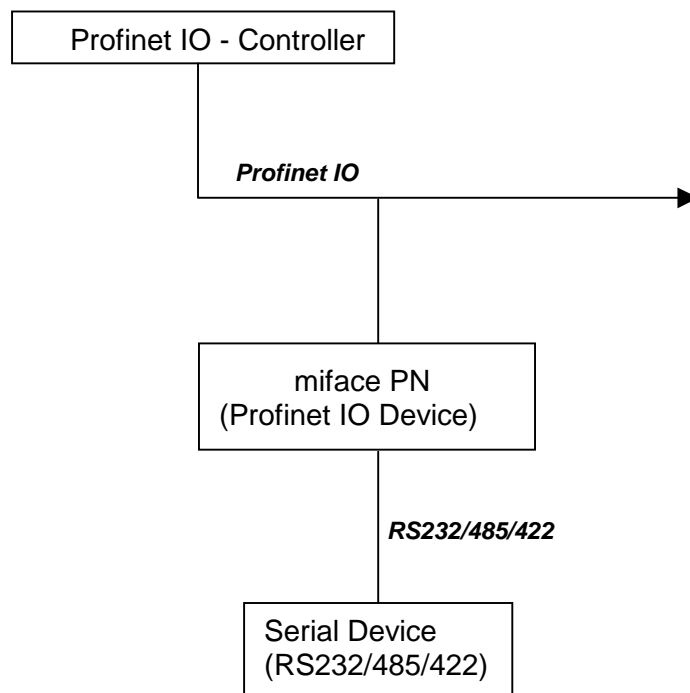 Profinet IO - Controller
Profinet IO
miface PN
(Profinet IO Device)
RS232/485/422
Serial Device
(RS232/485/422)